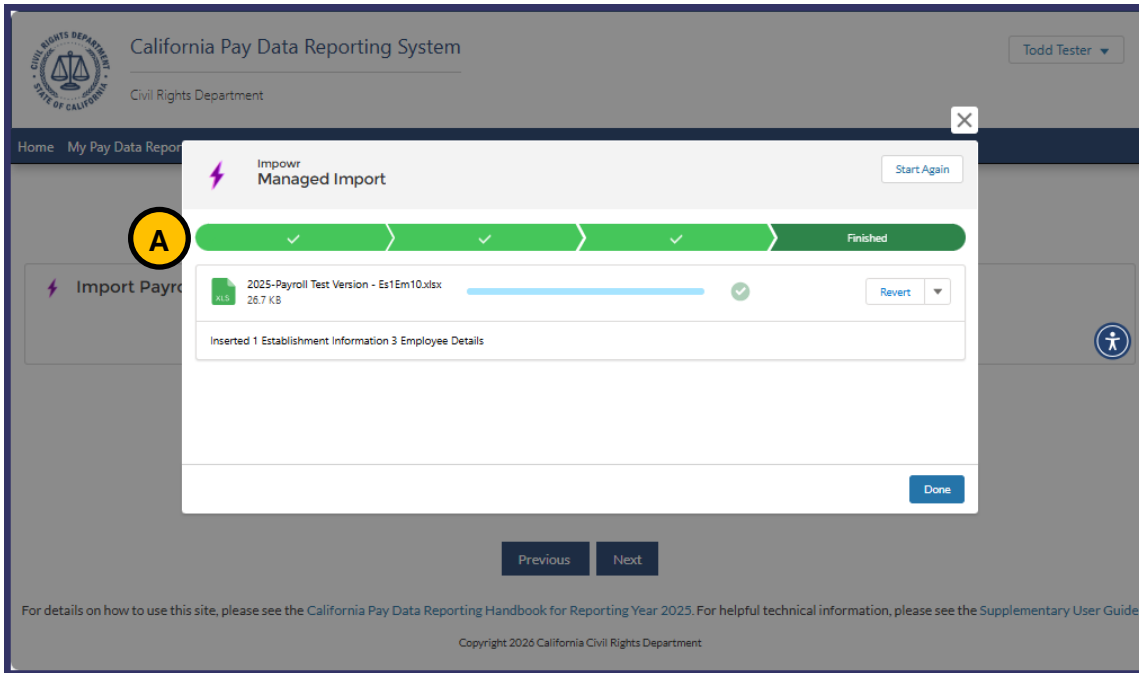 CIVIL RIGHTS DEPARTMENT
STATE OF CALIFORNIA
California Pay Data Reporting System
Civil Rights Department
Todd Tester
Home My Pay Data Repor
Impowr
Managed Import
Start Again
A
Finished
Import Payro
XLS
2025-Payroll Test Version - Es1Em10.xlsx
26.7 KB
Revert
Inserted 1 Establishment Information 3 Employee Details
Done
Previous Next
For details on how to use this site, please see the California Pay Data Reporting Handbook for Reporting Year 2025. For helpful technical information, please see the Supplementary User Guide
Copyright 2026 California Civil Rights Department